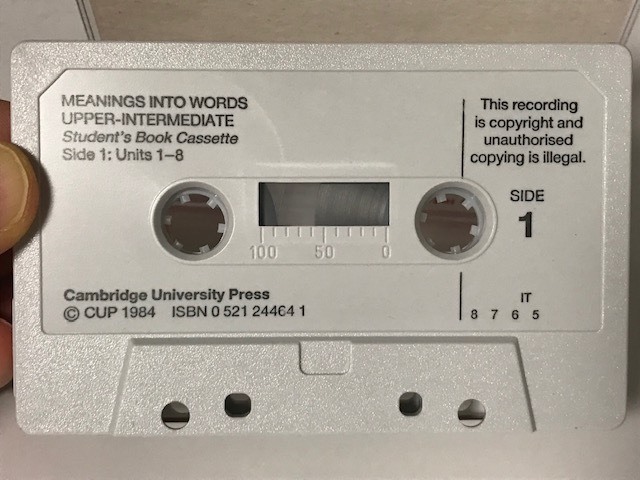 MEANINGS INTO WORDS
UPPER-INTERMEDIATE
Student's Book Cassette
Side 1: Units 1–8
This recording
is copyright and
unauthorised
copying is illegal.
SIDE
1
100 50 0
Cambridge University Press
© CUP 1984 ISBN 0 521 24464 1
IT
8 7 6 5